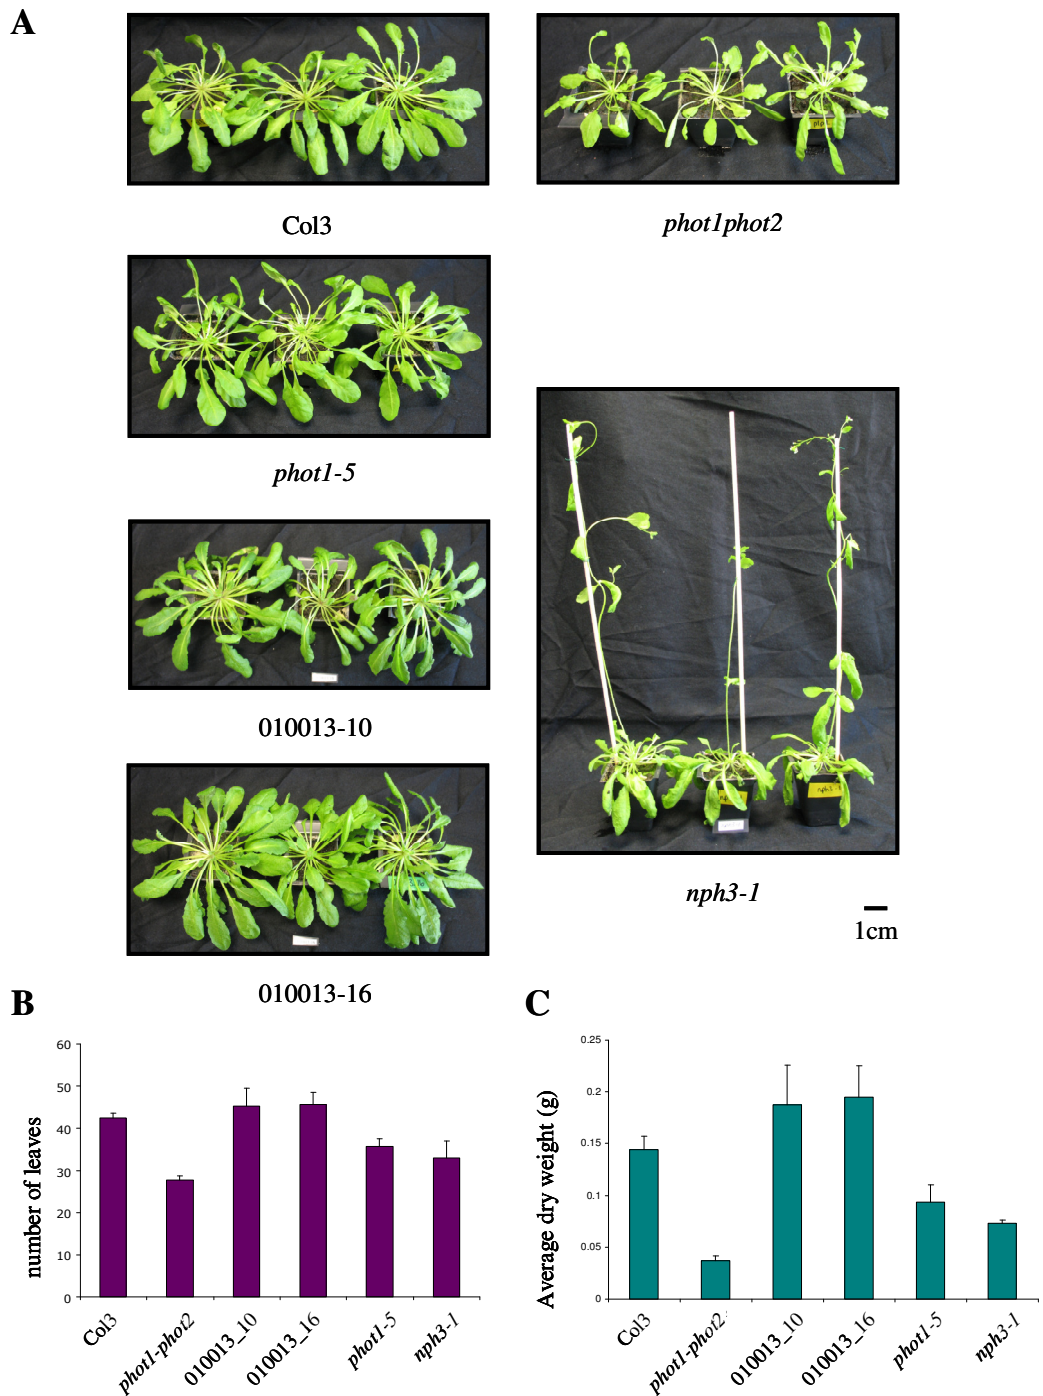 A
Col3
phot1phot2
phot1-5
010013-10
010013-16
nph3-1
1cm
B
60
50
40
30
20
10
0
number of leaves
Col3
phot1-phot2
010013_10
010013_16
phot1-5
nph3-1
C
0.25
0.2
0.15
0.1
0.05
0
Average dry weight (g)
Col3
phot1-phot2
010013_10
010013_16
phot1-5
nph3-1